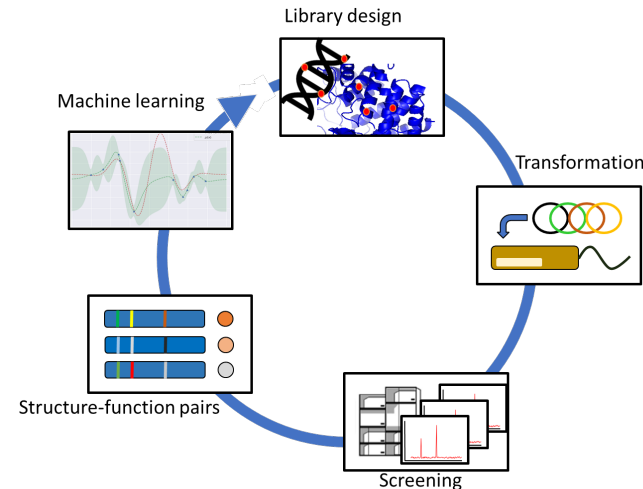 Library design
Machine learning
Transformation
Structure-function pairs
Screening